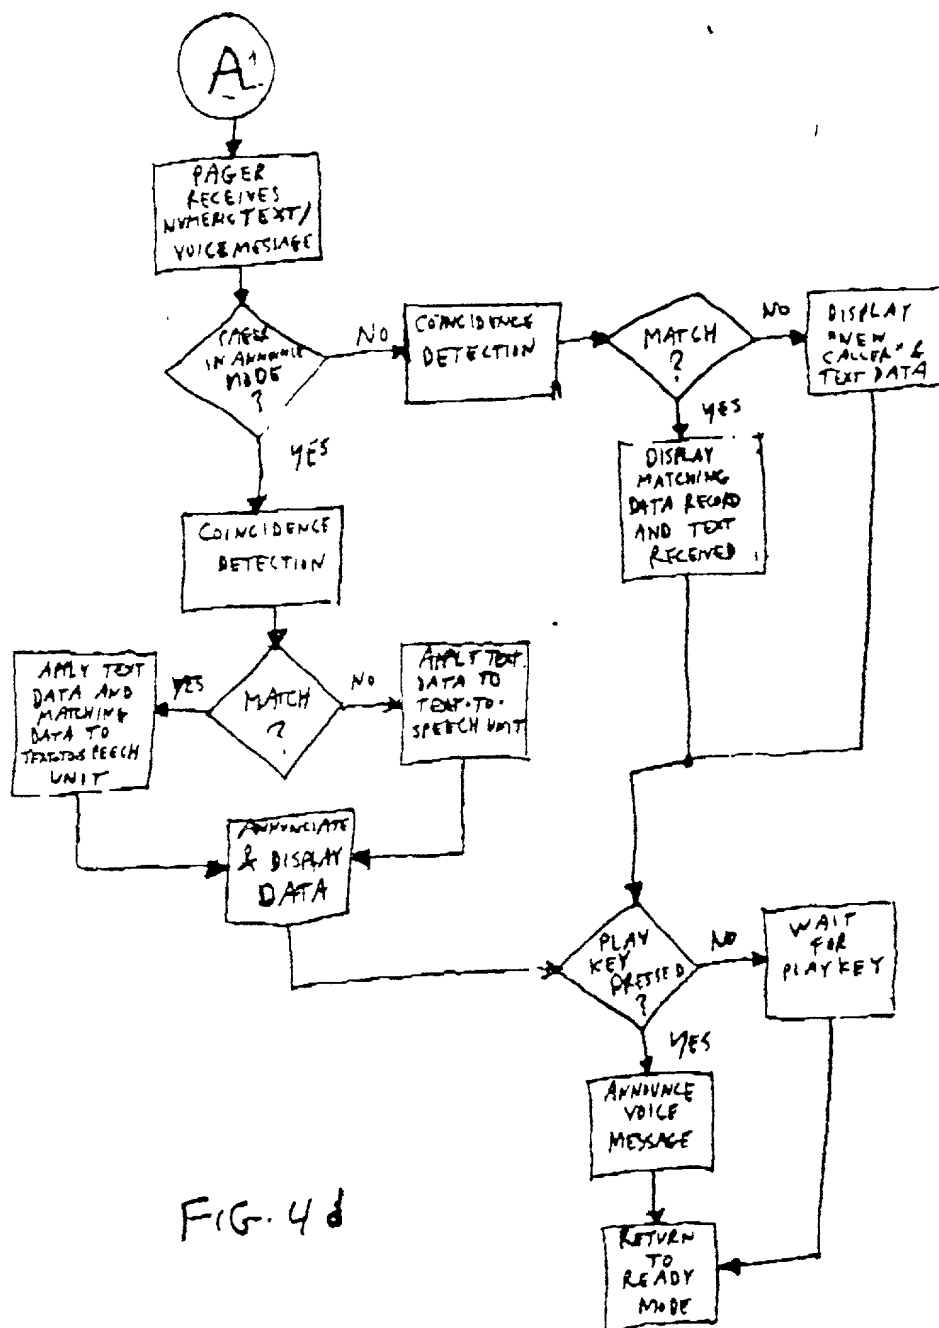 A'
PAGER
RECEIVES
NUMERIC TEXT/
VOICE MESSAGE
PAGER
IN ANNOUNCE
MODE
?
NO
COINCIDENCE
DETECTION
MATCH
?
NO
DISPLAY
"NEW
CALLER" &
TEXT DATA
YES
YES
DISPLAY
MATCHING
DATA RECORD
AND TEXT
RECEIVED
COINCIDENCE
DETECTION
APPLY TEXT
DATA AND
MATCHING
DATA TO
TEXT-TO-SPEECH
UNIT
YES
MATCH
?
NO
APPLY TEXT
DATA TO
TEXT-TO-
SPEECH UNIT
ANNUNCIATE
& DISPLAY
DATA
PLAY
KEY
PRESSED
?
NO
WAIT
FOR
PLAY KEY
YES
ANNOUNCE
VOICE
MESSAGE
RETURN
TO
READY
MODE
FIG. 4d